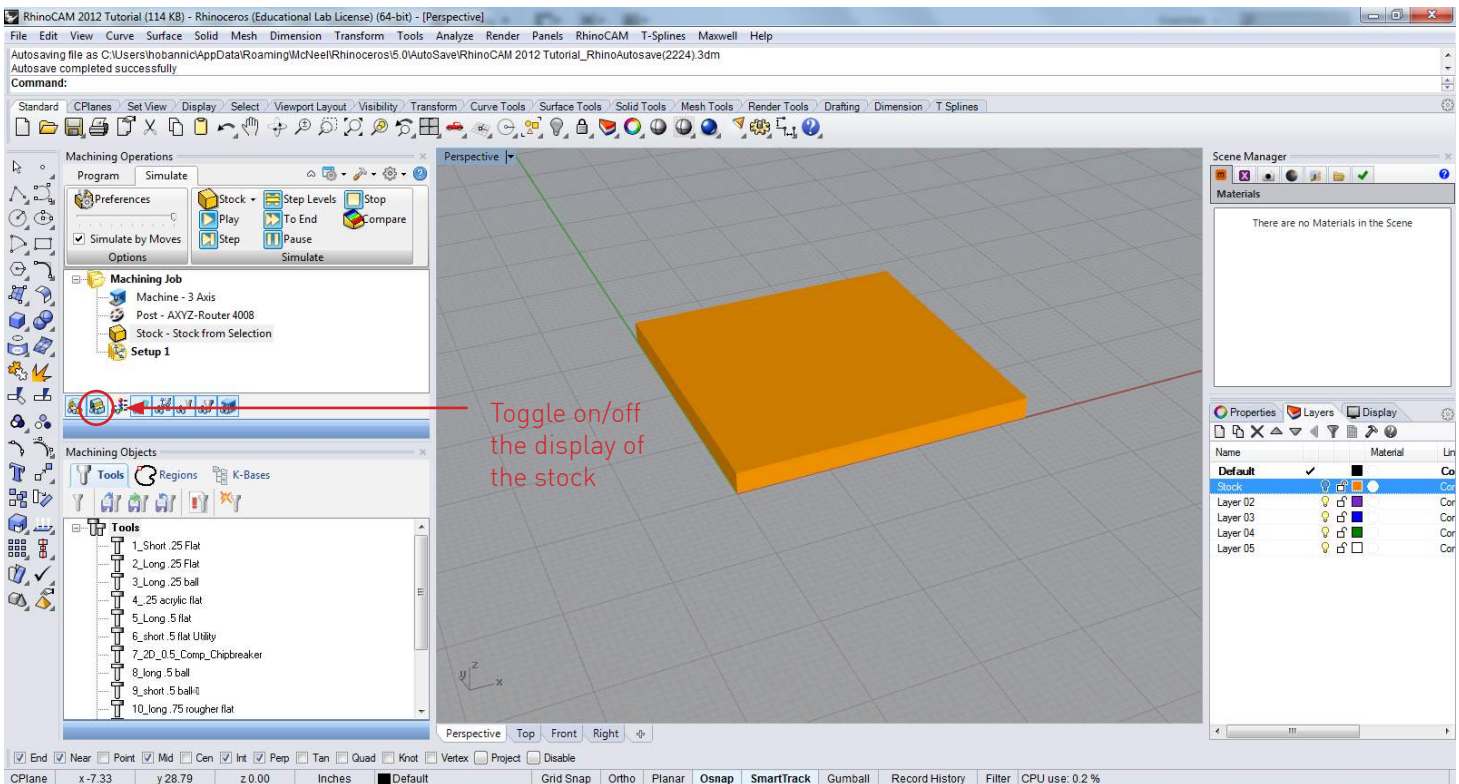 RhinoCAM 2012 Tutorial (114 KB) - Rhinoceros (Educational Lab License) (64-bit) - [Perspective]
File Edit View Curve Surface Solid Mesh Dimension Transform Tools Analyze Render Panels RhinoCAM T-Splines Maxwell Help
Autosaving file as C:\Users\hobannic\AppData\Roaming\McNeel\Rhinoceros\5.0\AutoSave\RhinoCAM 2012 Tutorial_RhinoAutosave(2224).3dm
Autosave completed successfully
Command:
Standard CPlanes Set View Display Select Viewport Layout Visibility Transform Curve Tools Surface Tools Solid Tools Mesh Tools Render Tools Drafting Dimension T Splines
Machining Operations
Program Simulate
Preferences
Simulate by Moves
Options
Stock Step Levels Stop
Play To End Compare
Step Pause
Simulate
Machining Job
Machine - 3 Axis
Post - AXYZ-Router 4008
Stock - Stock from Selection
Setup 1
Machining Objects
Tools Regions K-Bases
Tools
1_Short .25 Flat
2_Long .25 Flat
3_Long .25 ball
4_.25 acrylic flat
5_Long .5 flat
6_short .5 flat Utility
7_2D_0.5_Comp_Chipbreaker
8_long .5 ball
9_short .5 ball
10_long .75 rougher flat
Perspective
Toggle on/off
the display of
the stock
z
y
x
Perspective Top Front Right
Scene Manager
Materials
There are no Materials in the Scene
Properties Layers Display
Name Material Lin
Default Co
Stock Cor
Layer 02 Cor
Layer 03 Cor
Layer 04 Cor
Layer 05 Cor
End Near Point Mid Cen Int Perp Tan Quad Knot Vertex Project Disable
CPlane x -7.33 y 28.79 z 0.00 Inches Default Grid Snap Ortho Planar Osnap SmartTrack Gumball Record History Filter CPU use: 0.2 %